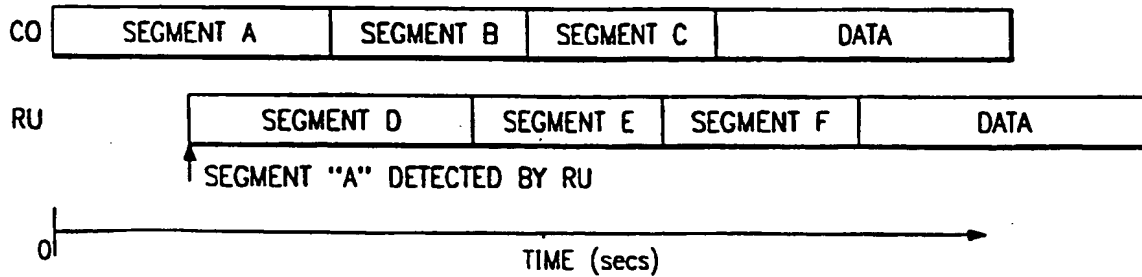 CO SEGMENT A SEGMENT B SEGMENT C DATA
RU SEGMENT D SEGMENT E SEGMENT F DATA
SEGMENT "A" DETECTED BY RU
0
TIME (secs)